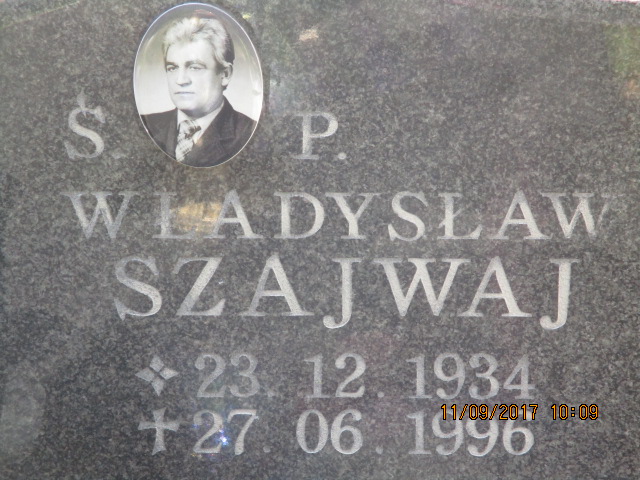 Ś. P.
WŁADYSŁAW
SZAJWAJ
23. 12. 1934
27. 06. 1996
11/09/2017 10:09